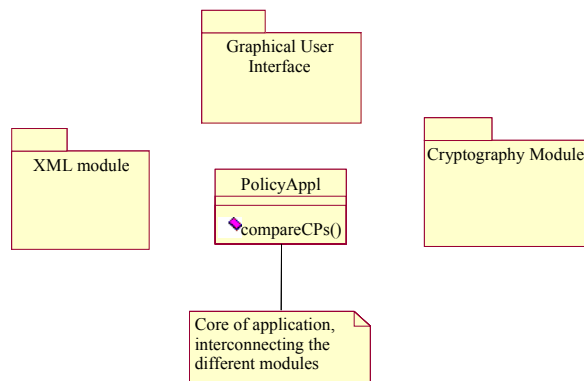 Graphical User
Interface
XML module
Cryptography Module
PolicyAppl
compareCPs()
Core of application,
interconnecting the
different modules